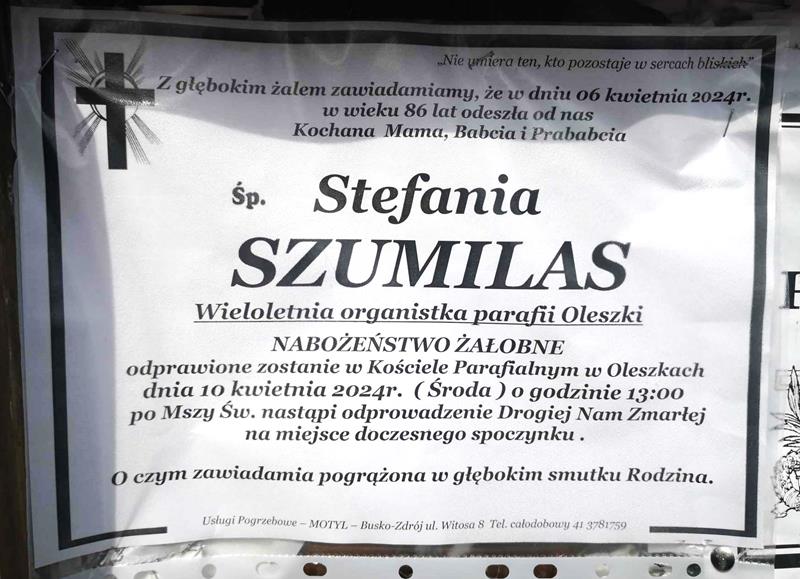 „Nie umiera ten, kto pozostaje w sercach bliskich"
Z głębokim żalem zawiadamiamy, że w dniu 06 kwietnia 2024r.
w wieku 86 lat odeszła od nas
Kochana Mama, Babcia i Prababcia
Śp. Stefania
SZUMILAS
Wieloletnia organistka parafii Oleszki
NABOŻEŃSTWO ŻAŁOBNE
odprawione zostanie w Kościele Parafialnym w Oleszkach
dnia 10 kwietnia 2024r. ( Środa ) o godzinie 13:00
po Mszy Św. nastąpi odprowadzenie Drogiej Nam Zmarłej
na miejsce doczesnego spoczynku .
O czym zawiadamia pogrążona w głębokim smutku Rodzina.
Usługi Pogrzebowe – MOTYL – Busko-Zdrój ul. Witosa 8 Tel. całodobowy 41 3781759